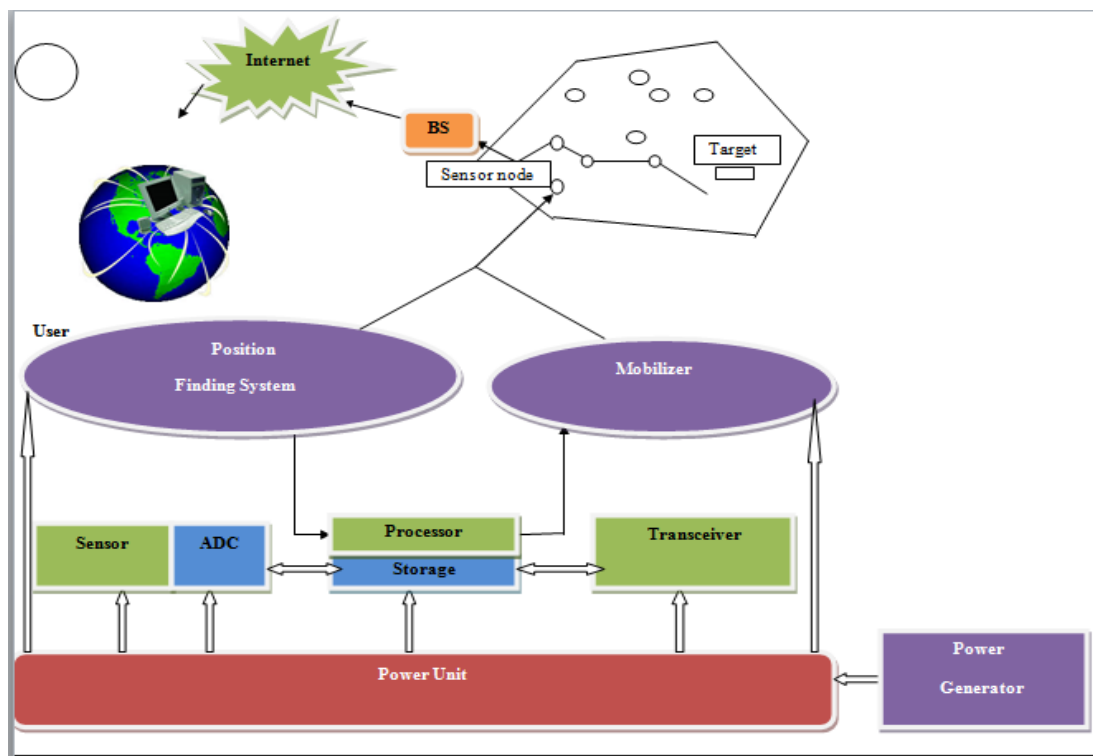 Internet
BS
Target
Sensor node
User
Position
Finding System
Mobilizer
Sensor
ADC
Processor
Storage
Transceiver
Power Unit
Power
Generator